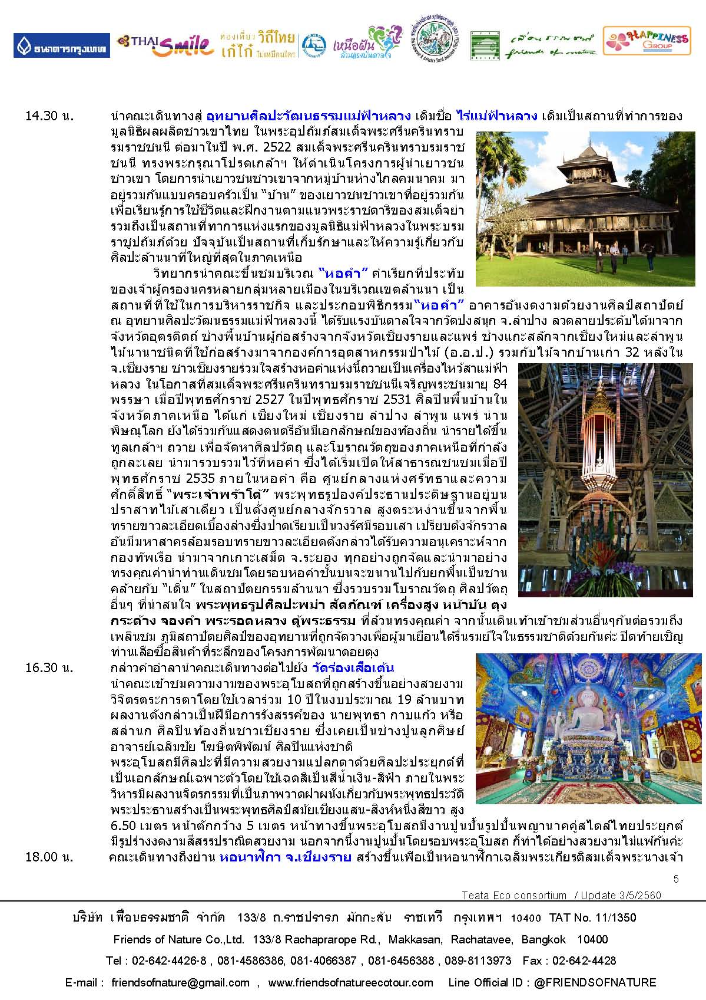 ธนาคารกรุงเทพ
THAI Smile
ท่องเที่ยว วิถีไทย
เก๋ไก๋ ไม่เหมือนใคร
เหนือฝัน
ล้านแรงบันดาลใจ
เพื่อนธรรมชาติ
friends of nature
HAPPINESS
GROUP
14.30 น. นำคณะเดินทางสู่ อุทยานศิลปะวัฒนธรรมแม่ฟ้าหลวง เดิมชื่อ ไร่แม่ฟ้าหลวง เดิมเป็นสถานที่ทำการของ
มูลนิธิผลผลิตชาวเขาไทย ในพระอุปถัมภ์สมเด็จพระศรีนครินทราบ
รมราชชนนี ต่อมาในปี พ.ศ. 2522 สมเด็จพระศรีนครินทราบรมราช
ชนนี ทรงพระกรุณาโปรดเกล้าฯ ให้ดำเนินโครงการผู้นำเยาวชน
ชาวเขา โดยการนำเยาวชนชาวเขาจากหมู่บ้านห่างไกลคมนาคม มา
อยู่รวมกันแบบครอบครัวเป็น “บ้าน” ของเยาวชนชาวเขาที่อยู่รวมกัน
เพื่อเรียนรู้การใช้ชีวิตและฝึกงานตามแนวพระราชดาริของสมเด็จย่า
รวมถึงเป็นสถานที่ทาการแห่งแรกของมูลนิธิแม่ฟ้าหลวงในพระบรม
ราชูปถัมภ์ด้วย ปัจจุบันเป็นสถานที่เก็บรักษาและให้ความรู้เกี่ยวกับ
ศิลปะล้านนาที่ใหญ่ที่สุดในภาคเหนือ
วิทยากรนำคณะขึ้นชมบริเวณ “หอคำ” คำเรียกที่ประทับ
ของเจ้าผู้ครองนครหลายกลุ่มหลายเมืองในบริเวณเขตล้านนา เป็น
สถานที่ที่ใช้ในการบริหารราชกิจ และประกอบพิธีกรรม“หอคำ” อาคารอันงดงามด้วยงานศิลป์สถาปัตย์
ณ อุทยานศิลปะวัฒนธรรมแม่ฟ้าหลวงนี้ ได้รับแรงบันดาลใจจากวัดปงสนุก จ.ลำปาง ลวดลายประดับได้มาจาก
จังหวัดอุตรดิตถ์ ช่างพื้นบ้านผู้ก่อสร้างจากจังหวัดเชียงรายและแพร่ ช่างแกะสลักจากเชียงใหม่และลำพูน
ไม้นานาชนิดที่ใช้ก่อสร้างมาจากองค์การอุตสาหกรรมป่าไม้ (อ.อ.ป.) รวมกับไม้จากบ้านเก่า 32 หลังใน
จ.เชียงราย ชาวเชียงรายร่วมใจสร้างหอคำแห่งนี้ถวายเป็นเครื่องไหว้สาแม่ฟ้า
หลวง ในโอกาสที่สมเด็จพระศรีนครินทราบรมราชชนนีเจริญพระชนมายุ 84
พรรษา เมื่อปีพุทธศักราช 2527 ในปีพุทธศักราช 2531 ศิลปินพื้นบ้านใน
จังหวัดภาคเหนือ ได้แก่ เชียงใหม่ เชียงราย ลำปาง ลำพูน แพร่ น่าน
พิษณุโลก ยังได้ร่วมกันแสดงดนตรีอันมีเอกลักษณ์ของท้องถิ่น นำรายได้ขึ้น
ทูลเกล้าฯ ถวาย เพื่อจัดหาศิลปวัตถุ และโบราณวัตถุของภาคเหนือที่กำลัง
ถูกละเลย นำมารวบรวมไว้ที่หอคำ ซึ่งได้เริ่มเปิดให้สาธารณชนชมเมื่อปี
พุทธศักราช 2535 ภายในหอคำ คือ ศูนย์กลางแห่งศรัทธาและความ
ศักดิ์สิทธิ์ “พระเจ้าพร้าโต้” พระพุทธรูปองค์ประธานประดิษฐานอยู่บน
ปราสาทไม้เสาเดียว เป็นดั่งศูนย์กลางจักรวาล สูงตระหง่านขึ้นจากพื้น
ทรายขาวละเอียดเบื้องล่างซึ่งปาดเรียบเป็นวงรัศมีรอบเสา เปรียบดังจักรวาล
อันมีมหาสาครล้อมรอบทรายขาวละเอียดดังกล่าวได้รับความอนุเคราะห์จาก
กองทัพเรือ นำมาจากเกาะเสม็ด จ.ระยอง ทุกอย่างถูกจัดและนำมาอย่าง
ทรงคุณค่านำท่านเดินชมโดยรอบหอคำชั้นบนจะขนานไปกับยกพื้นเป็นชาน
คล้ายกับ “เติ๋น” ในสถาปัตยกรรมล้านนา ซึ่งรวบรวมโบราณวัตถุ ศิลปวัตถุ
อื่นๆ ที่น่าสนใจ พระพุทธรูปศิลปะพม่า สัตภัณฑ์ เครื่องสูง หน้าบัน ตุง
กระด้าง จองคำ พระรอดหลวง ตู้พระธรรม ที่ล้วนทรงคุณค่า จากนั้นเดินเท้าเข้าชมส่วนอื่นๆกันต่อรวมถึง
เพลินชม ภูมิสถาปัตยศิลป์ของอุทยานที่ถูกจัดวางเพื่อผู้มาเยือนได้รื่นรมย์ใจในธรรมชาติด้วยกันค่ะ ปิดท้ายเชิญ
ท่านเลือซื้อสินค้าที่ระลึกของโครงการพัฒนาดอยตุง
16.30 น. กล่าวคำอำลานำคณะเดินทางต่อไปยัง วัดร่องเสือเต้น
นำคณะเข้าชมความงามของพระอุโบสถที่ถูกสร้างขึ้นอย่างสวยงาม
วิจิตรตระการตาโดยใช้เวลาร่วม 10 ปีในงบประมาณ 19 ล้านบาท
ผลงานดังกล่าวเป็นฝีมือการรังสรรค์ของ นายพุทธา กาบแก้ว หรือ
สล่านก ศิลปินท้องถิ่นชาวเชียงราย ซึ่งเคยเป็นช่างปูนลูกศิษย์
อาจารย์เฉลิมชัย โฆษิตพิพัฒน์ ศิลปินแห่งชาติ
พระอุโบสถมีศิลปะที่มีความสวยงามแปลกตาด้วยศิลปะประยุกต์ที่
เป็นเอกลักษณ์เฉพาะตัวโดยใช้เฉดสีเป็นสีน้ำเงิน-สีฟ้า ภายในพระ
วิหารมีผลงานจิตรกรรมที่เป็นภาพวาดฝาผนังเกี่ยวกับพระพุทธประวัติ
พระประธานสร้างเป็นพระพุทธศิลป์สมัยเชียงแสน-สิงห์หนึ่งสีขาว สูง
6.50 เมตร หน้าตักกว้าง 5 เมตร หน้าทางขึ้นพระอุโบสถมีงานปูนปั้นรูปปั้นพญานาคคู่สไตล์ไทยประยุกต์
มีรูปร่างงดงามสีสรรปราณีตสวยงาม นอกจากนี้งานปูนปั้นโดยรอบพระอุโบสถ ก็ทำได้อย่างสวยงามไม่แพ้กันค่ะ
18.00 น. คณะเดินทางถึงย่าน หอนาฬิกา จ.เชียงราย สร้างขึ้นเพื่อเป็นหอนาฬิกาเฉลิมพระเกียรติสมเด็จพระนางเจ้า
5
Teata Eco consortium / Update 3/5/2560
บริษัท เพื่อนธรรมชาติ จำกัด 133/8 ถ.ราชปรารภ มักกะสัน ราชเทวี กรุงเทพฯ 10400 TAT No. 11/1350
Friends of Nature Co.,Ltd. 133/8 Rachaprarope Rd., Makkasan, Rachatavee, Bangkok 10400
Tel : 02-642-4426-8 , 081-4586386, 081-4066387 , 081-6456388 , 089-8113973 Fax : 02-642-4428
E-mail : friendsofnature@gmail.com , www.friendsofnatureecotour.com Line Official ID : @FRIENDSOFNATURE